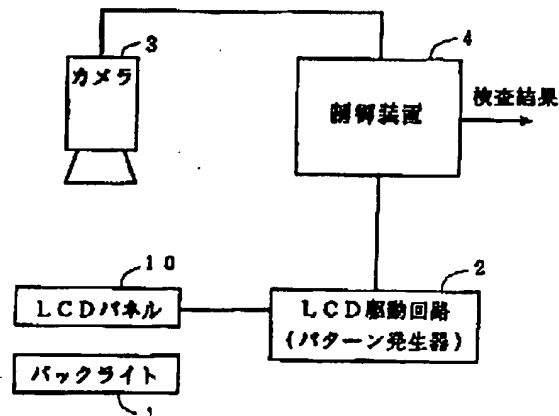 3
カメラ
4
制御装置
検査結果
10
LCDパネル
2
LCD駆動回路
(パターン発生器)
バックライト
1